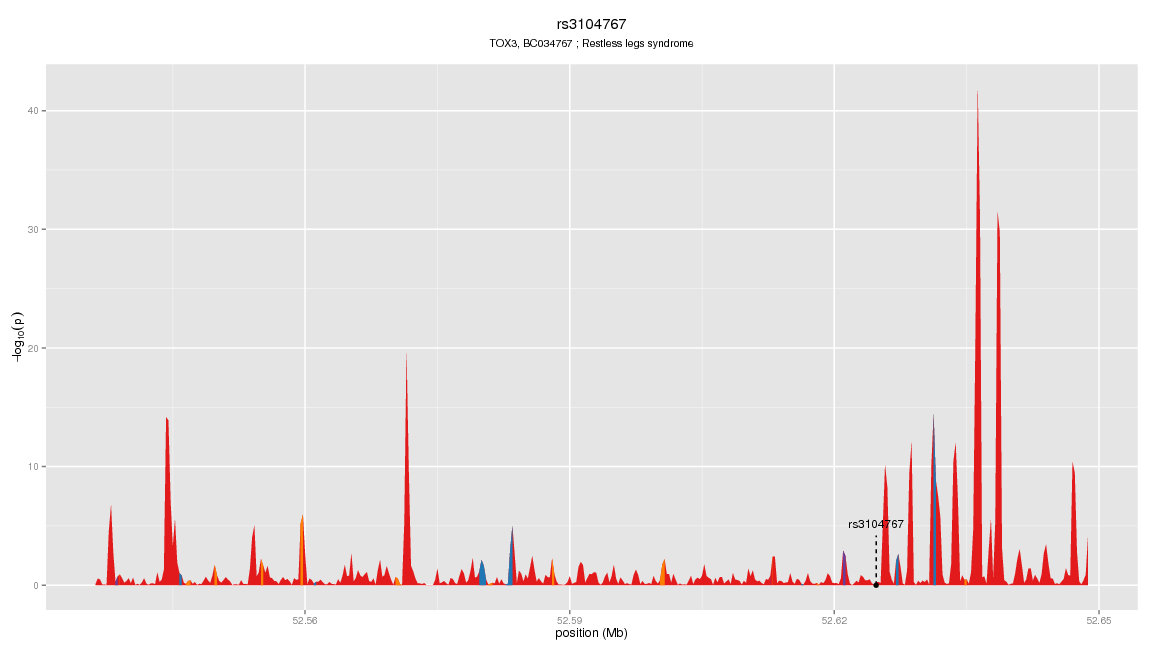 rs3104767
TOX3, BC034767 ; Restless legs syndrome
40
30
20
10
0
−log10(p)
rs3104767
52.56
52.59
52.62
52.65
position (Mb)